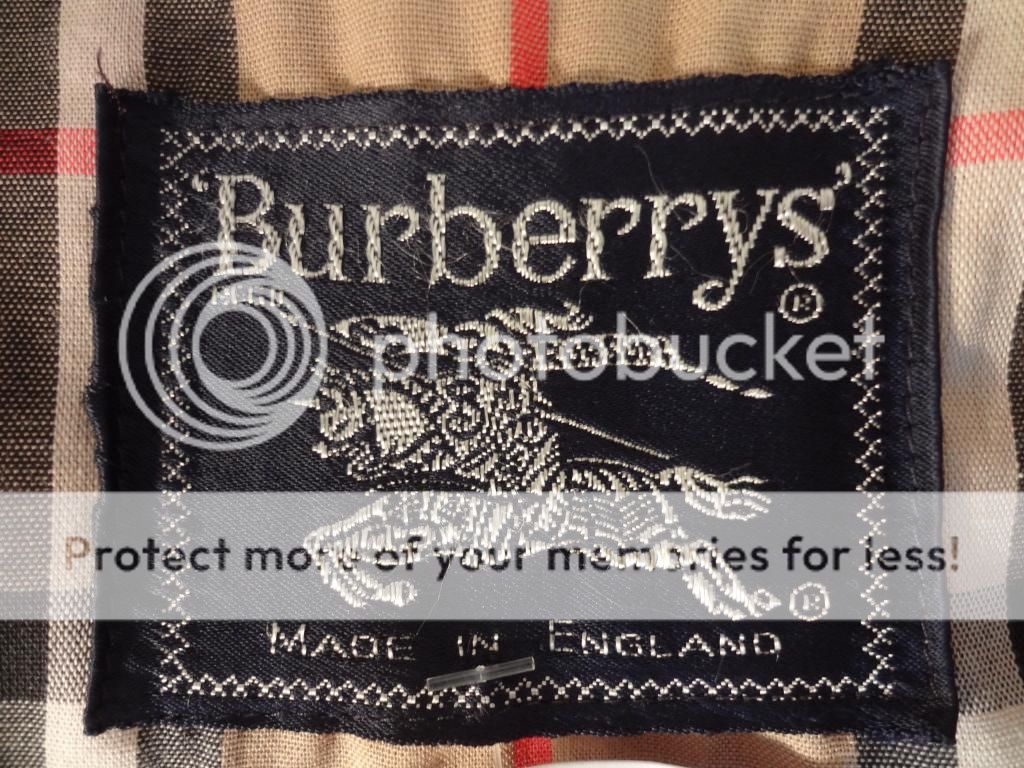 'Burberrys'
®
photobucket
Protect more of your memories for less!
®
MADE IN ENGLAND